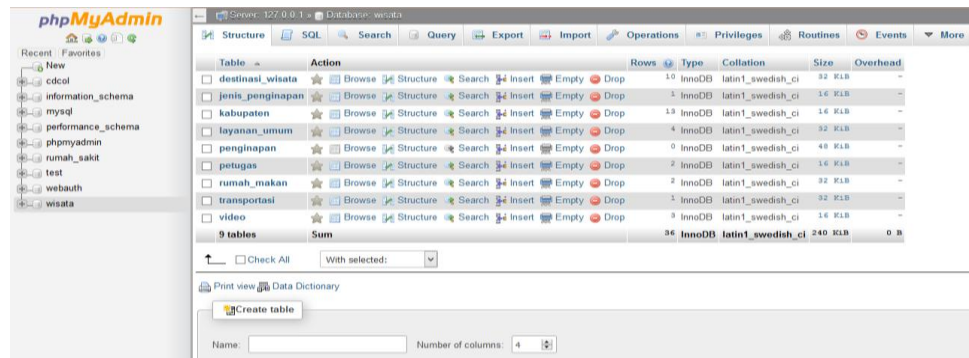 phpMyAdmin
Recent Favorites
New
cdcol
information_schema
mysql
performance_schema
phpmyadmin
rumah_sakit
test
webauth
wisata
Server: 127.0.0.1 » Database: wisata
Structure SQL Search Query Export Import Operations Privileges Routines Events More
Table Action Rows Type Collation Size Overhead
destinasi_wisata Browse Structure Search Insert Empty Drop 10 InnoDB latin1_swedish_ci 32 KiB -
jenis_penginapan Browse Structure Search Insert Empty Drop 1 InnoDB latin1_swedish_ci 16 KiB -
kabupaten Browse Structure Search Insert Empty Drop 13 InnoDB latin1_swedish_ci 16 KiB -
layanan_umum Browse Structure Search Insert Empty Drop 4 InnoDB latin1_swedish_ci 32 KiB -
penginapan Browse Structure Search Insert Empty Drop 0 InnoDB latin1_swedish_ci 48 KiB -
petugas Browse Structure Search Insert Empty Drop 2 InnoDB latin1_swedish_ci 16 KiB -
rumah_makan Browse Structure Search Insert Empty Drop 2 InnoDB latin1_swedish_ci 32 KiB -
transportasi Browse Structure Search Insert Empty Drop 1 InnoDB latin1_swedish_ci 32 KiB -
video Browse Structure Search Insert Empty Drop 3 InnoDB latin1_swedish_ci 16 KiB -
9 tables Sum 36 InnoDB latin1_swedish_ci 240 KiB 0 B
Check All With selected:
Print view Data Dictionary
Create table
Name: Number of columns: 4